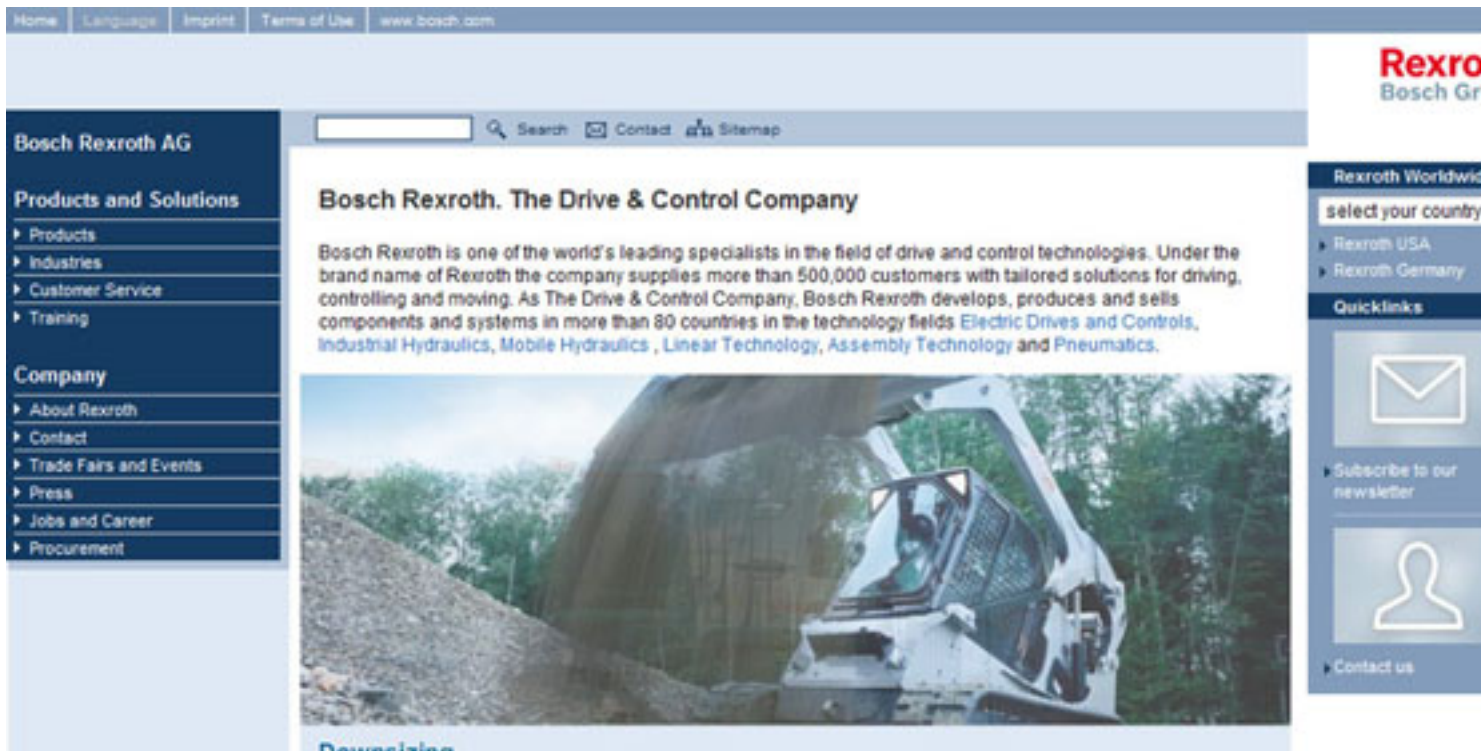 Home Language Imprint Terms of Use www.bosch.com
Rexro
Bosch Gr
Search Contact Sitemap
Bosch Rexroth AG
Products and Solutions
Products
Industries
Customer Service
Training
Company
About Rexroth
Contact
Trade Fairs and Events
Press
Jobs and Career
Procurement
Bosch Rexroth. The Drive & Control Company
Bosch Rexroth is one of the world's leading specialists in the field of drive and control technologies. Under the
brand name of Rexroth the company supplies more than 500,000 customers with tailored solutions for driving,
controlling and moving. As The Drive & Control Company, Bosch Rexroth develops, produces and sells
components and systems in more than 80 countries in the technology fields Electric Drives and Controls,
Industrial Hydraulics, Mobile Hydraulics , Linear Technology, Assembly Technology and Pneumatics.
Downsizing
Rexroth Worldwid
select your country
Rexroth USA
Rexroth Germany
Quicklinks
Subscribe to our
newsletter
Contact us